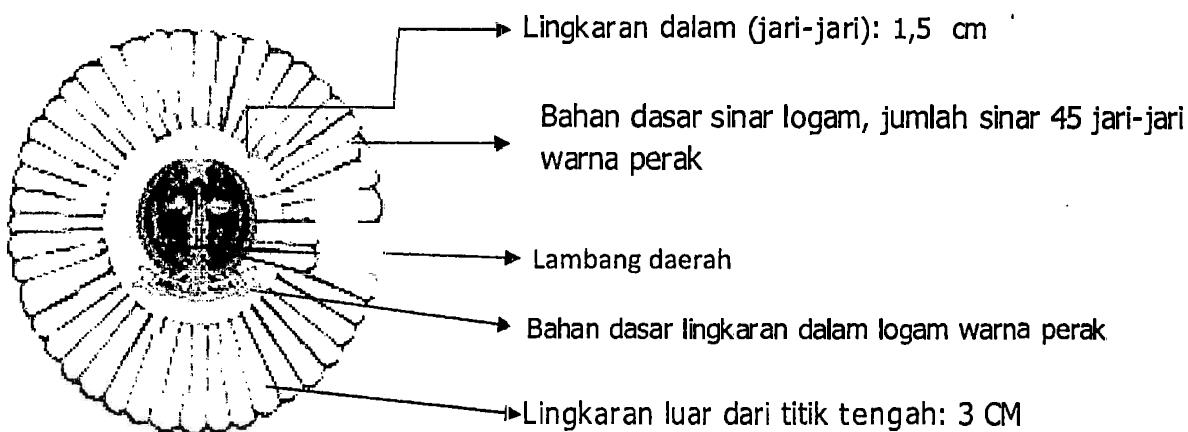 Lingkaran dalam (jari-jari): 1,5 cm
Bahan dasar sinar logam, jumlah sinar 45 jari-jari
warna perak
Lambang daerah
Bahan dasar lingkaran dalam logam warna perak
Lingkaran luar dari titik tengah: 3 CM